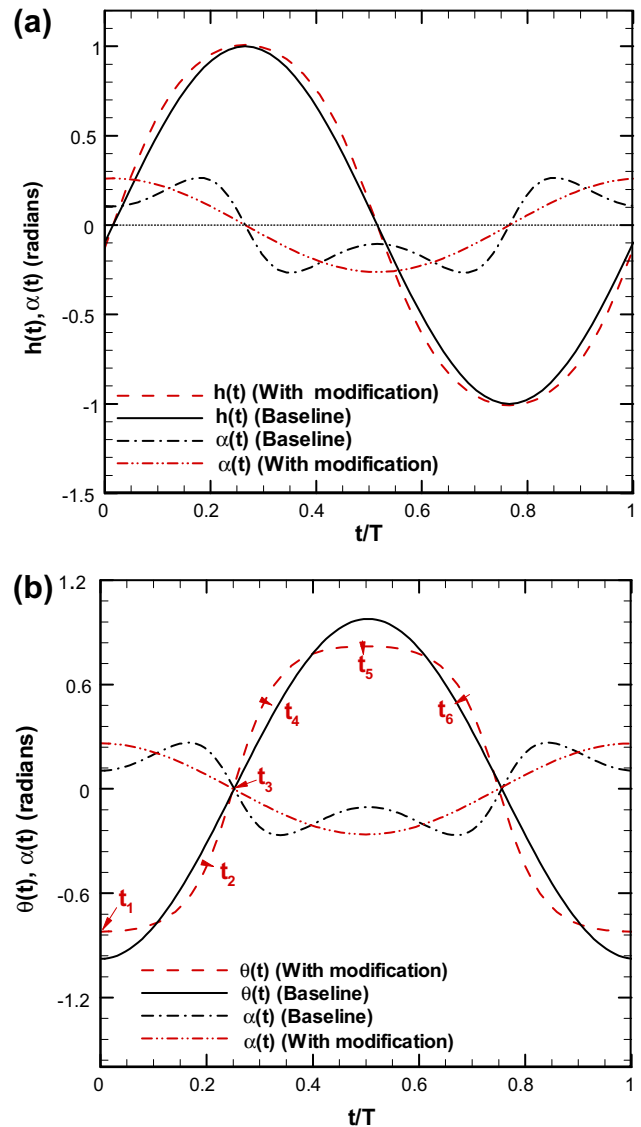 (a)
1
0.5
0
-0.5
-1
-1.5
h(t), α(t) (radians)
h(t) (With modification)
h(t) (Baseline)
α(t) (Baseline)
α(t) (With modification)
0 0.2 0.4 0.6 0.8 1
t/T
(b)
1.2
0.6
0
-0.6
-1.2
θ(t), α(t) (radians)
t1
t2
t3
t4
t5
t6
θ(t) (With modification)
θ(t) (Baseline)
α(t) (Baseline)
α(t) (With modification)
0 0.2 0.4 0.6 0.8 1
t/T